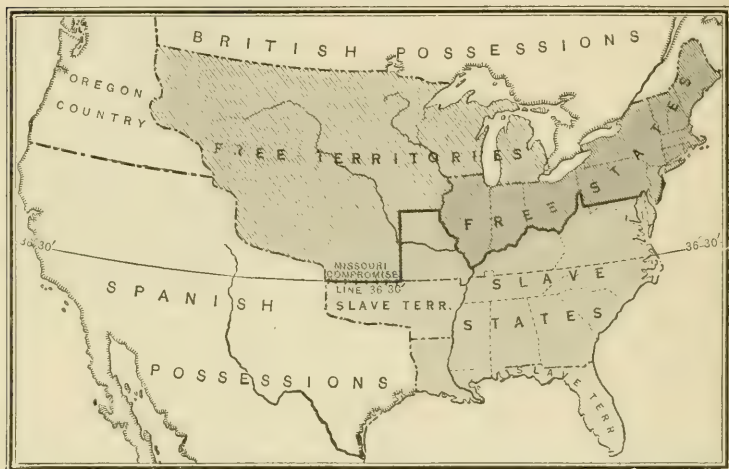 BRITISH POSSESSIONS
OREGON
COUNTRY
FREE TERRITORIES
FREE STATES
36°30'
36°30'
MISSOURI
COMPROMISE
LINE 36°30'
SLAVE TERR.
SLAVE
STATES
SPANISH
POSSESSIONS
SLAVE TERR.